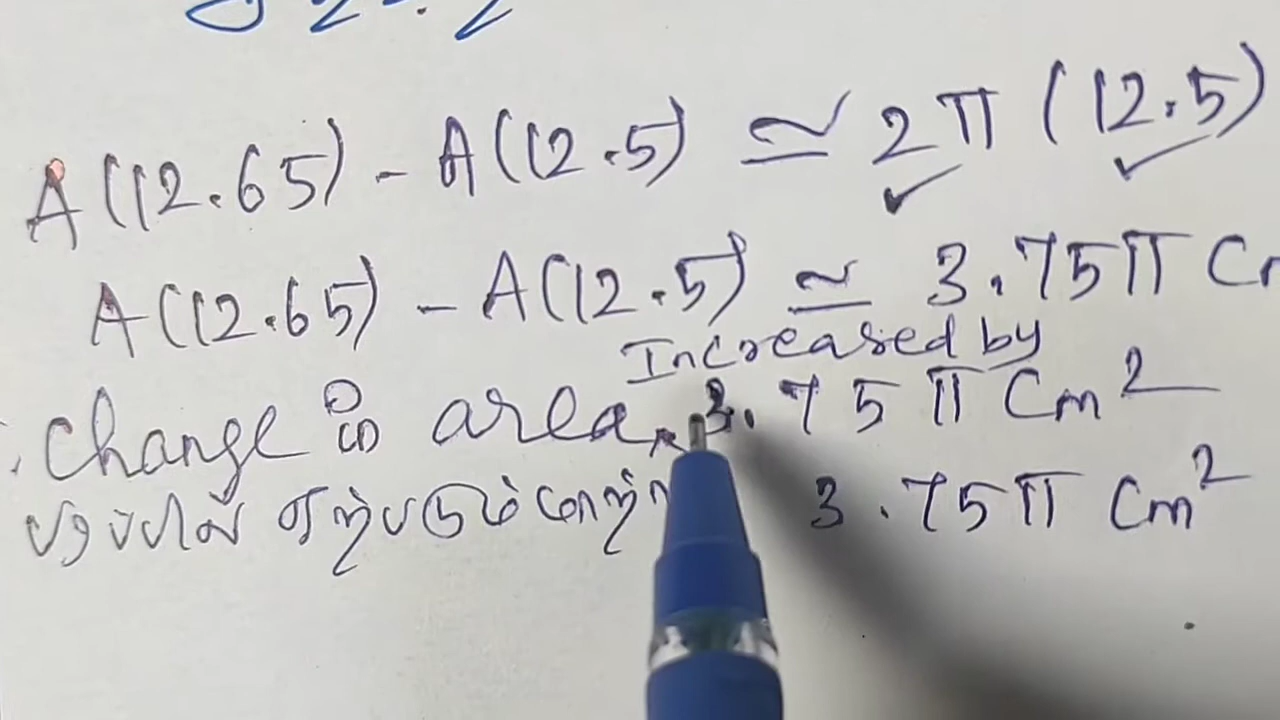 A(12.65) - A(12.5) ≃ 2π (12.5)
A(12.65) - A(12.5) ≃ 3.75π Cm
Increased by
Change in area 3.75 π Cm²
பரப்பில் ஏற்படும் 3.75π Cm²